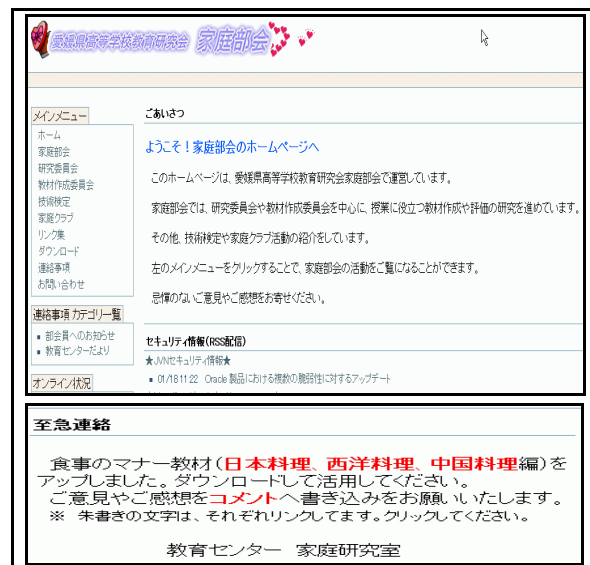 愛媛県高等学校教育研究会 家庭部会
メインメニュー
ホーム
家庭部会
研究委員会
教材作成委員会
技術検定
家庭クラブ
リンク集
ダウンロード
連絡事項
お問い合わせ
連絡事項 カテゴリ一覧
部会員へのお知らせ
教育センターだより
オンライン状況
ごあいさつ
ようこそ！家庭部会のホームページへ
このホームページは、愛媛県高等学校教育研究会家庭部会で運営しています。
家庭部会では、研究委員会や教材作成委員会を中心に、授業に役立つ教材作成や評価の研究を進めています。
その他、技術検定や家庭クラブ活動の紹介をしています。
左のメインメニューをクリックすることで、家庭部会の活動をご覧になることができます。
忌憚のないご意見やご感想をお寄せください。
セキュリティ情報(RSS配信)
★JVNセキュリティ情報★
01/18 11:22 Oracle 製品における複数の脆弱性に対するアップデート
至急連絡
食事のマナー教材(日本料理、西洋料理、中国料理編)を
アップしました。ダウンロードして活用してください。
ご意見やご感想をコメントへ書き込みをお願いいたします。
※ 朱書きの文字は、それぞれリンクしてます。クリックしてください。
教育センター 家庭研究室